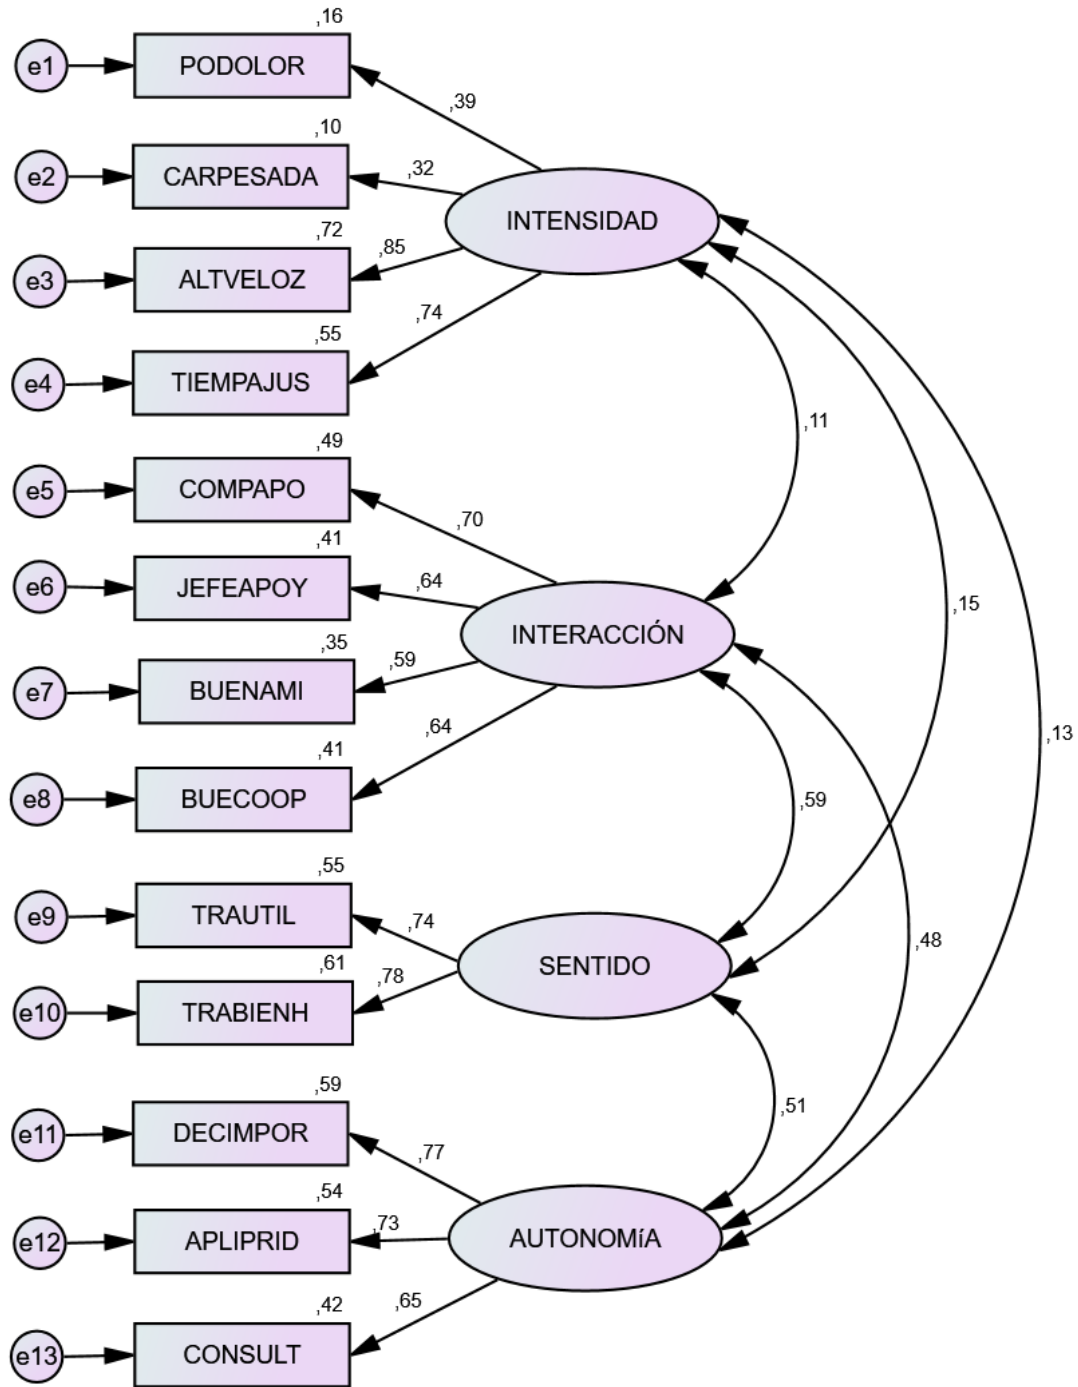 ,16
e1
PODOLOR
,39
,10
e2
CARPESADA
,32
INTENSIDAD
,72
e3
ALTVELOZ
,85
,74
,55
e4
TIEMPAJUS
,11
,49
e5
COMPAPO
,70
,41
e6
JEFEAPOY
,64
,15
INTERACCIÓN
,35
e7
BUENAMI
,59
,64
,13
,41
e8
BUECOOP
,59
,55
e9
TRAUTIL
,74
,48
SENTIDO
,61
e10
TRABIENH
,78
,59
e11
DECIMPOR
,51
,77
,54
e12
APLIPRID
,73
AUTONOMíA
,42
e13
CONSULT
,65